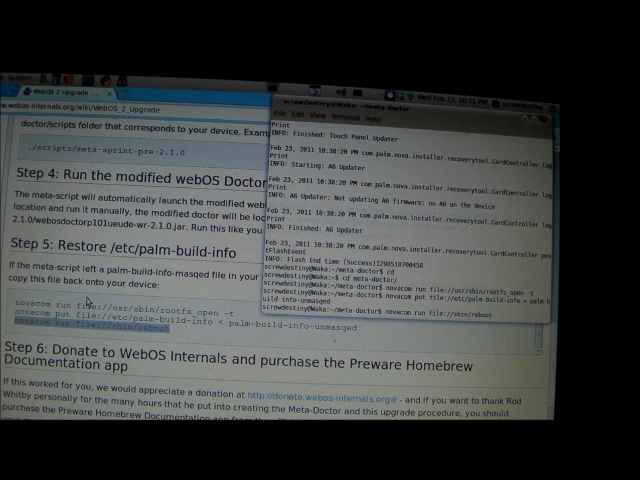 System
WebOS 2 Upgrade - ...
Wed Feb 23, 10:51 PM
screwdestiny
w.webos-internals.org/wiki/WebOS_2_Upgrade
doctor/scripts folder that corresponds to your device. Exam
./scripts/meta-sprint-pre-2.1.0
Step 4: Run the modified webOS Doctor
The meta-script will automatically launch the modified web
location and run it manually, the modified doctor will be loc
2.1.0/webosdoctorp101ueude-wr-2.1.0.jar. Run this like you
Step 5: Restore /etc/palm-build-info
If the meta-script left a palm-build-info-masqed file in your
copy this file back onto your device:
novacom run file://usr/sbin/rootfs_open -t
novacom put file://etc/palm-build-info < palm-build-info-unmasqed
novacom run file://sbin/reboot
Step 6: Donate to WebOS Internals and purchase the Preware Homebrew
Documentation app
If this worked for you, we would appreciate a donation at http://donate.webos-internals.org - and if you want to thank Rod
Whitby personally for the many hours that he put into creating the Meta-Doctor and this upgrade procedure, you should
purchase the Preware Homebrew Documentation app from the
screwdestiny@Waka: ~/meta-doctor
File Edit View Terminal Help
Print
INFO: Finished: Touch Panel Updater
Feb 23, 2011 10:38:20 PM com.palm.nova.installer.recoverytool.CardController log
Print
INFO: Starting: A6 Updater
Feb 23, 2011 10:38:20 PM com.palm.nova.installer.recoverytool.CardController log
Print
INFO: A6 Updater: Not updating A6 firmware: no A6 on the device
Feb 23, 2011 10:38:20 PM com.palm.nova.installer.recoverytool.CardController log
Print
INFO: Finished: A6 Updater
Feb 23, 2011 10:38:20 PM com.palm.nova.installer.recoverytool.CardController pos
tFlashEvent
INFO: Flash End time (Success)1298518700450
screwdestiny@Waka:~/meta-doctor$ cd
screwdestiny@Waka:~$ cd meta-doctor/
screwdestiny@Waka:~/meta-doctor$ novacom run file://usr/sbin/rootfs_open -t
screwdestiny@Waka:~/meta-doctor$ novacom put file://etc/palm-build-info < palm-b
uild-info-unmasqed
screwdestiny@Waka:~/meta-doctor$ novacom run file://sbin/reboot